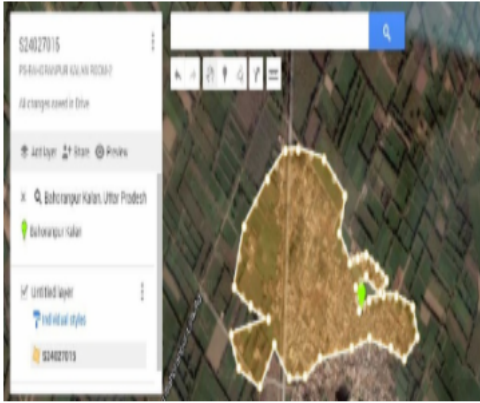 S24027015
All changes saved in Drive
Add layer Share Preview
Bahoranpur Kalan, Uttar Pradesh
Bahoranpur Kalan
Untitled layer
Individual styles
S24027015